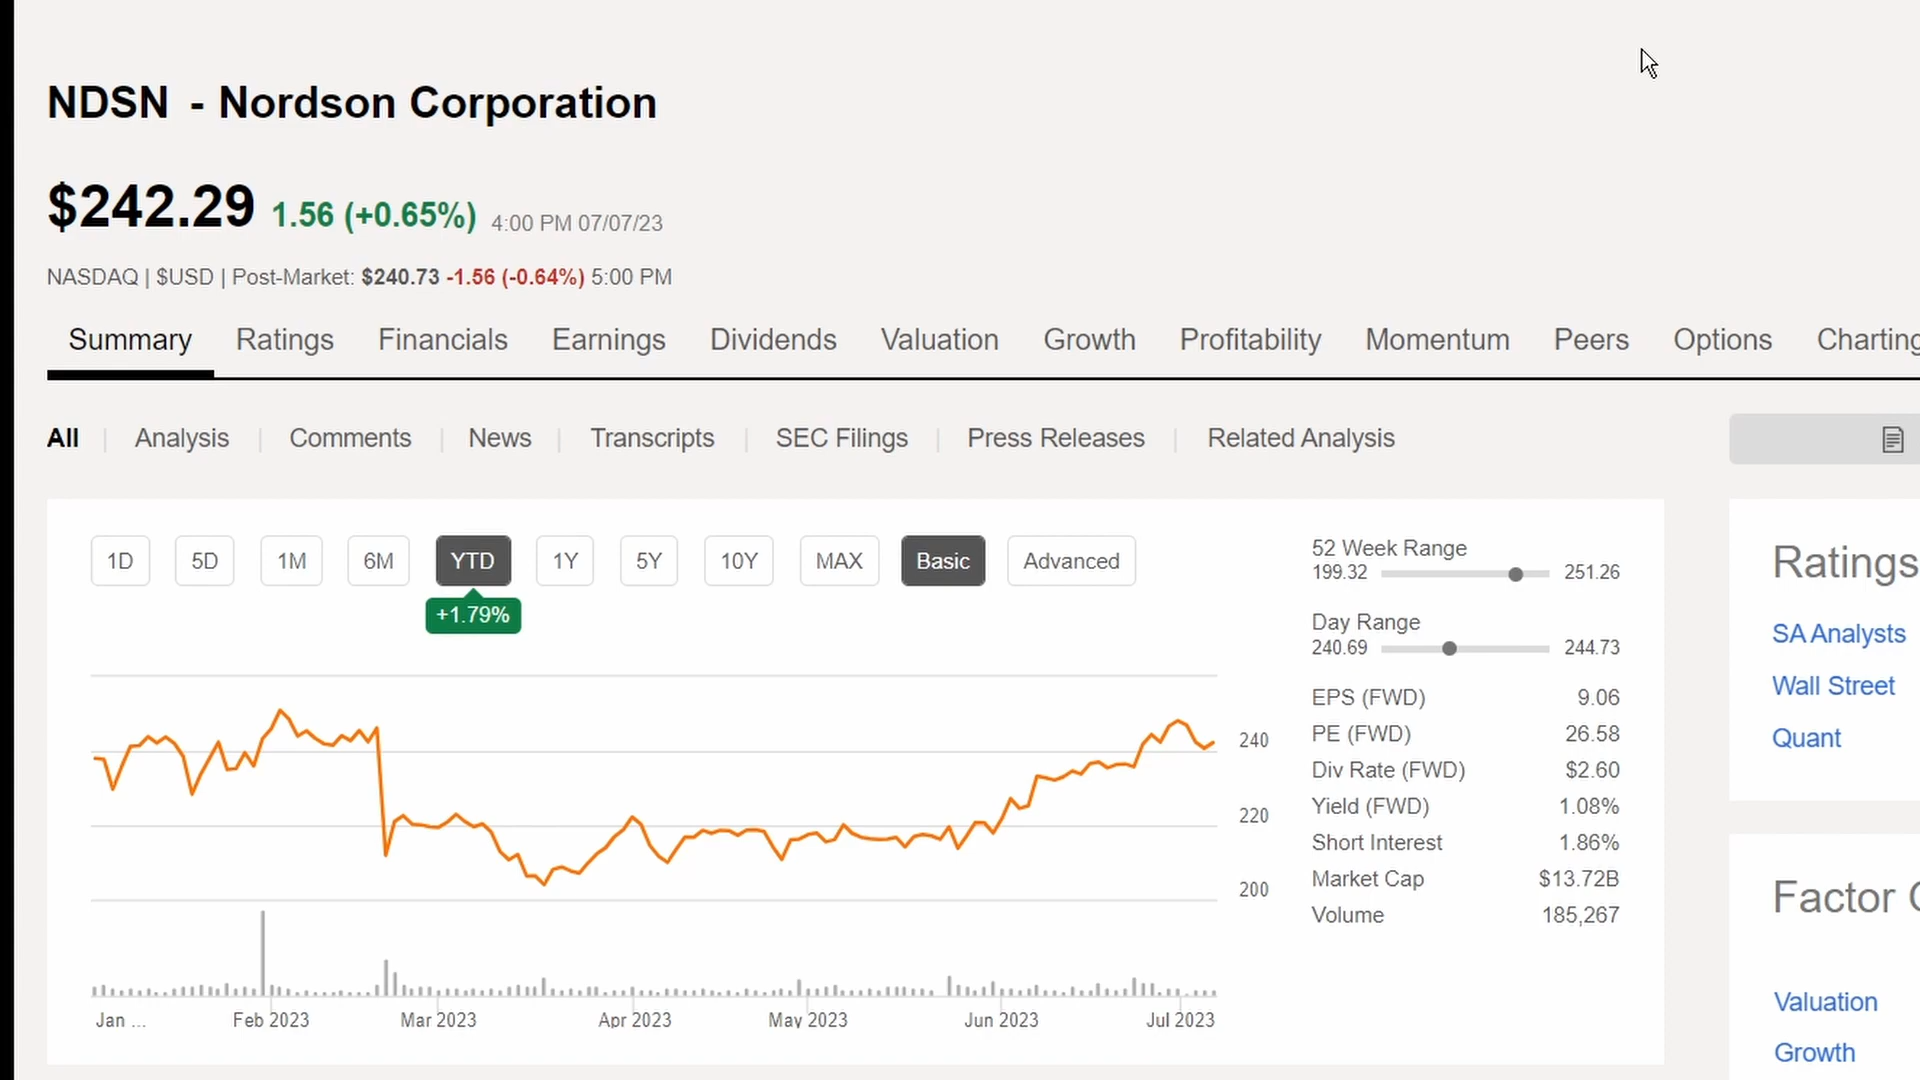 NDSN - Nordson Corporation
$242.29 1.56 (+0.65%) 4:00 PM 07/07/23
NASDAQ | $USD | Post-Market: $240.73 -1.56 (-0.64%) 5:00 PM
Summary Ratings Financials Earnings Dividends Valuation Growth Profitability Momentum Peers Options Charting
All | Analysis | Comments | News | Transcripts | SEC Filings | Press Releases | Related Analysis
1D 5D 1M 6M YTD 1Y 5Y 10Y MAX Basic Advanced
+1.79%
240
220
200
Jan ... Feb 2023 Mar 2023 Apr 2023 May 2023 Jun 2023 Jul 2023
52 Week Range
199.32 251.26
Day Range
240.69 244.73
EPS (FWD) 9.06
PE (FWD) 26.58
Div Rate (FWD) $2.60
Yield (FWD) 1.08%
Short Interest 1.86%
Market Cap $13.72B
Volume 185,267
Ratings
SA Analysts
Wall Street
Quant
Factor
Valuation
Growth